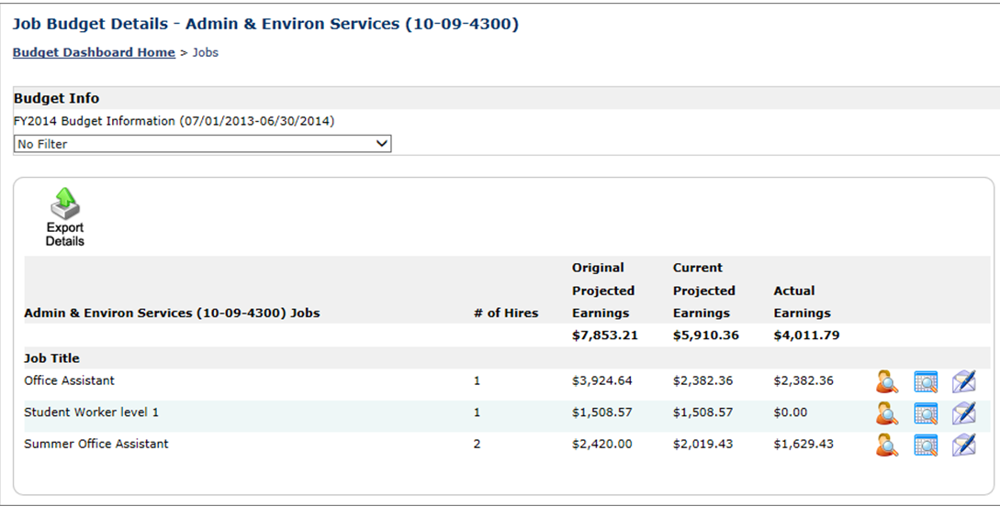 Job Budget Details - Admin & Environ Services (10-09-4300)
Budget Dashboard Home > Jobs
Budget Info
FY2014 Budget Information (07/01/2013-06/30/2014)
No Filter
Export
Details
Original Current
Projected Projected Actual
Admin & Environ Services (10-09-4300) Jobs # of Hires Earnings Earnings Earnings
$7,853.21 $5,910.36 $4,011.79
Job Title
Office Assistant 1 $3,924.64 $2,382.36 $2,382.36
Student Worker level 1 1 $1,508.57 $1,508.57 $0.00
Summer Office Assistant 2 $2,420.00 $2,019.43 $1,629.43